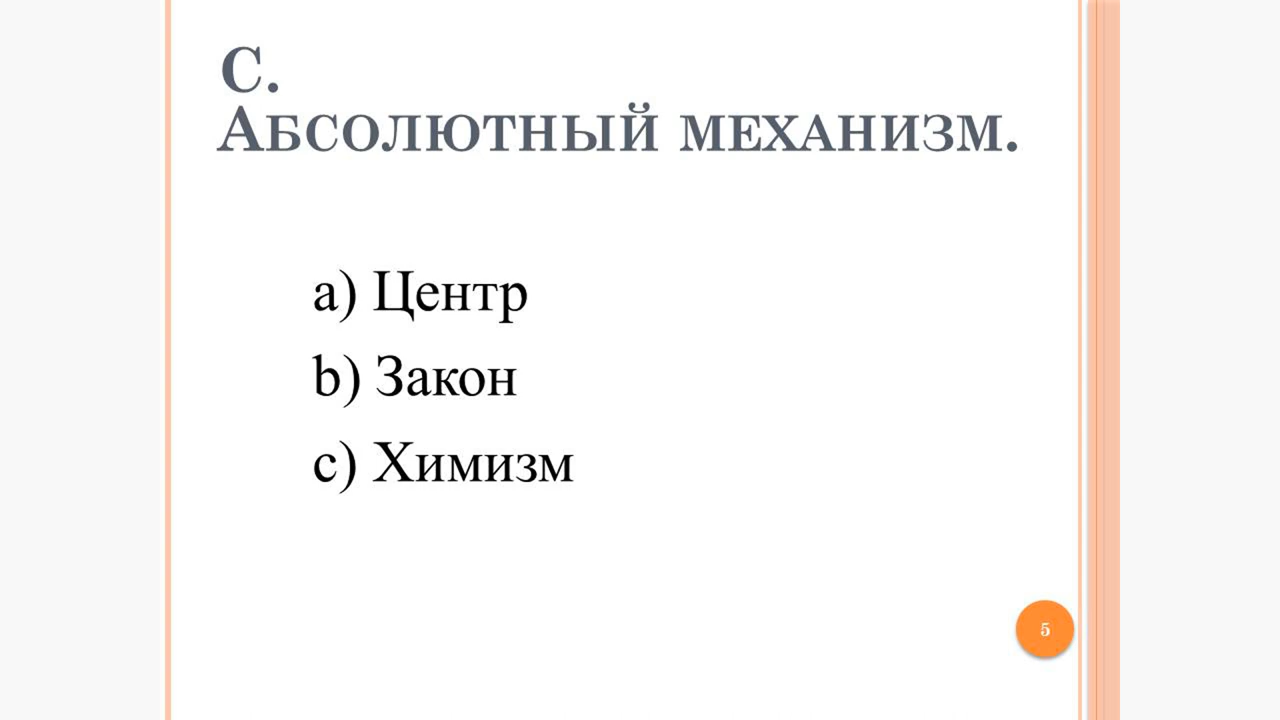 C.
Абсолютный механизм.
a) Центр
b) Закон
c) Химизм
5